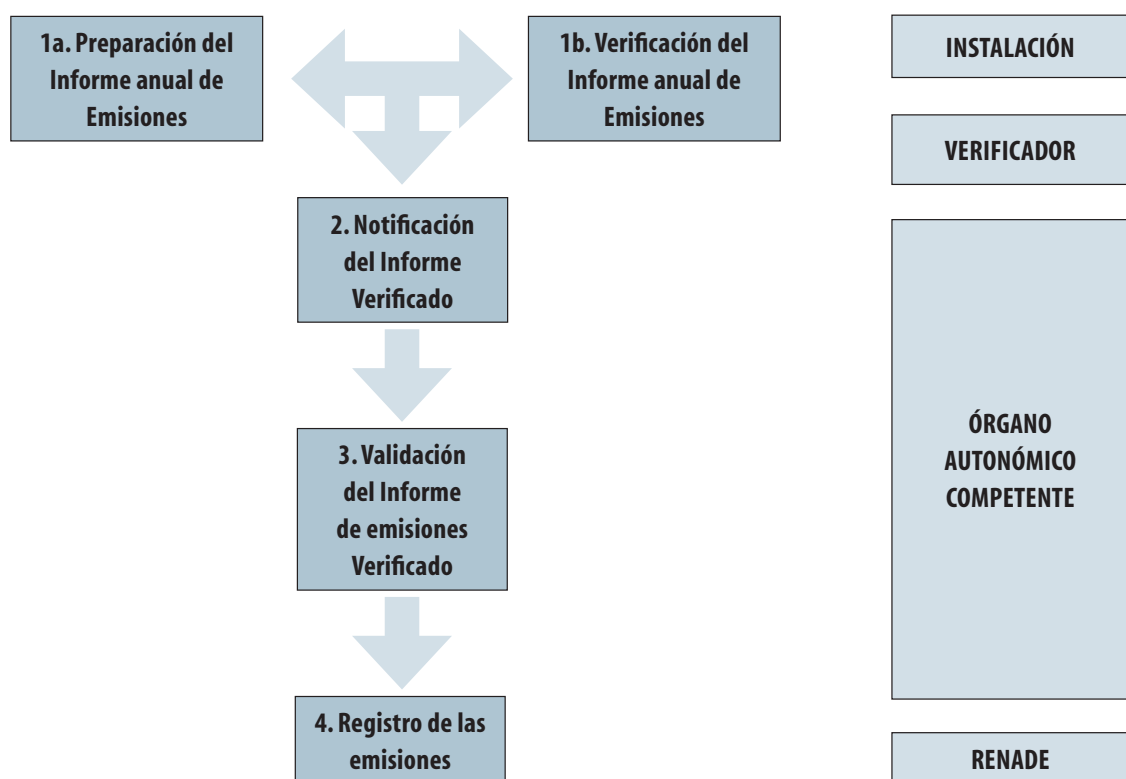 1a. Preparación del
Informe anual de
Emisiones
1b. Verificación del
Informe anual de
Emisiones
INSTALACIÓN
VERIFICADOR
2. Notificación
del Informe
Verificado
3. Validación
del Informe
de emisiones
Verificado
ÓRGANO
AUTONÓMICO
COMPETENTE
4. Registro de las
emisiones
RENADE